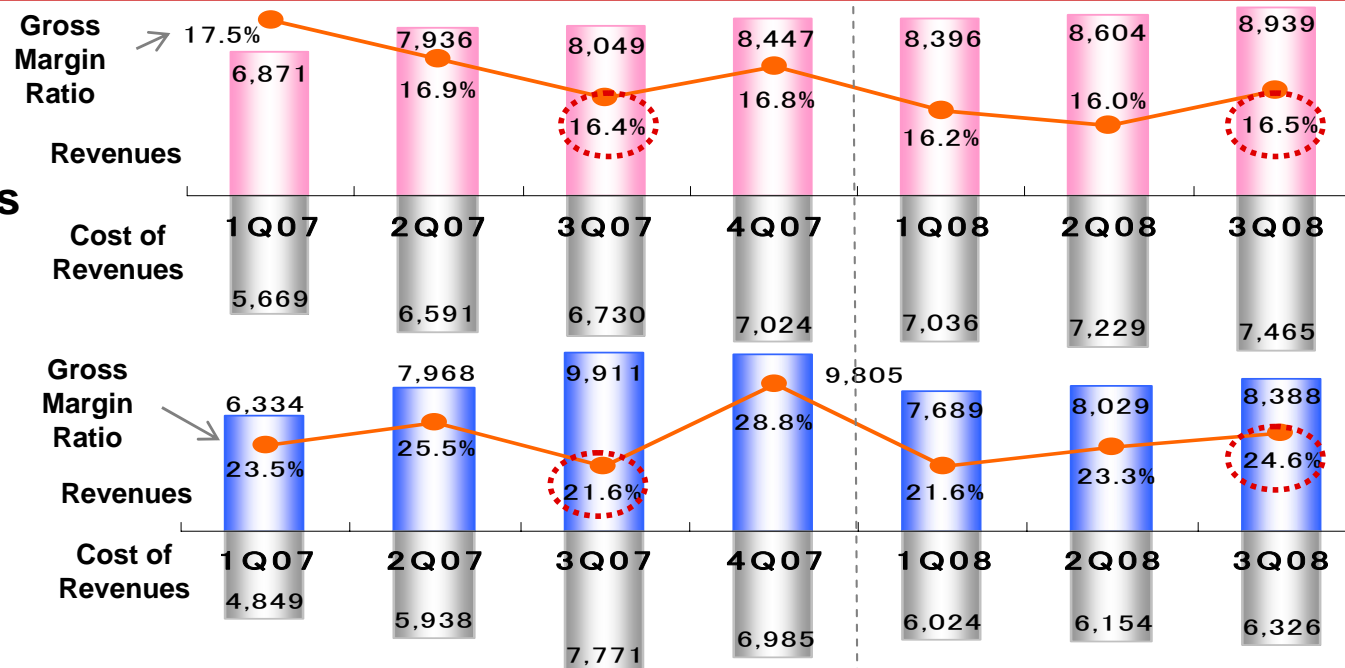 Gross
Margin
Ratio
17.5%
6,871
7,936
16.9%
8,049
16.4%
8,447
16.8%
8,396
16.2%
8,604
16.0%
8,939
16.5%
Revenues
s
1Q07 2Q07 3Q07 4Q07 1Q08 2Q08 3Q08
Cost of
Revenues
5,669 6,591 6,730 7,024 7,036 7,229 7,465
Gross
Margin
Ratio
6,334
23.5%
7,968
25.5%
9,911
21.6%
9,805
28.8%
7,689
21.6%
8,029
23.3%
8,388
24.6%
Revenues
1Q07 2Q07 3Q07 4Q07 1Q08 2Q08 3Q08
Cost of
Revenues
4,849 5,938 7,771 6,985 6,024 6,154 6,326